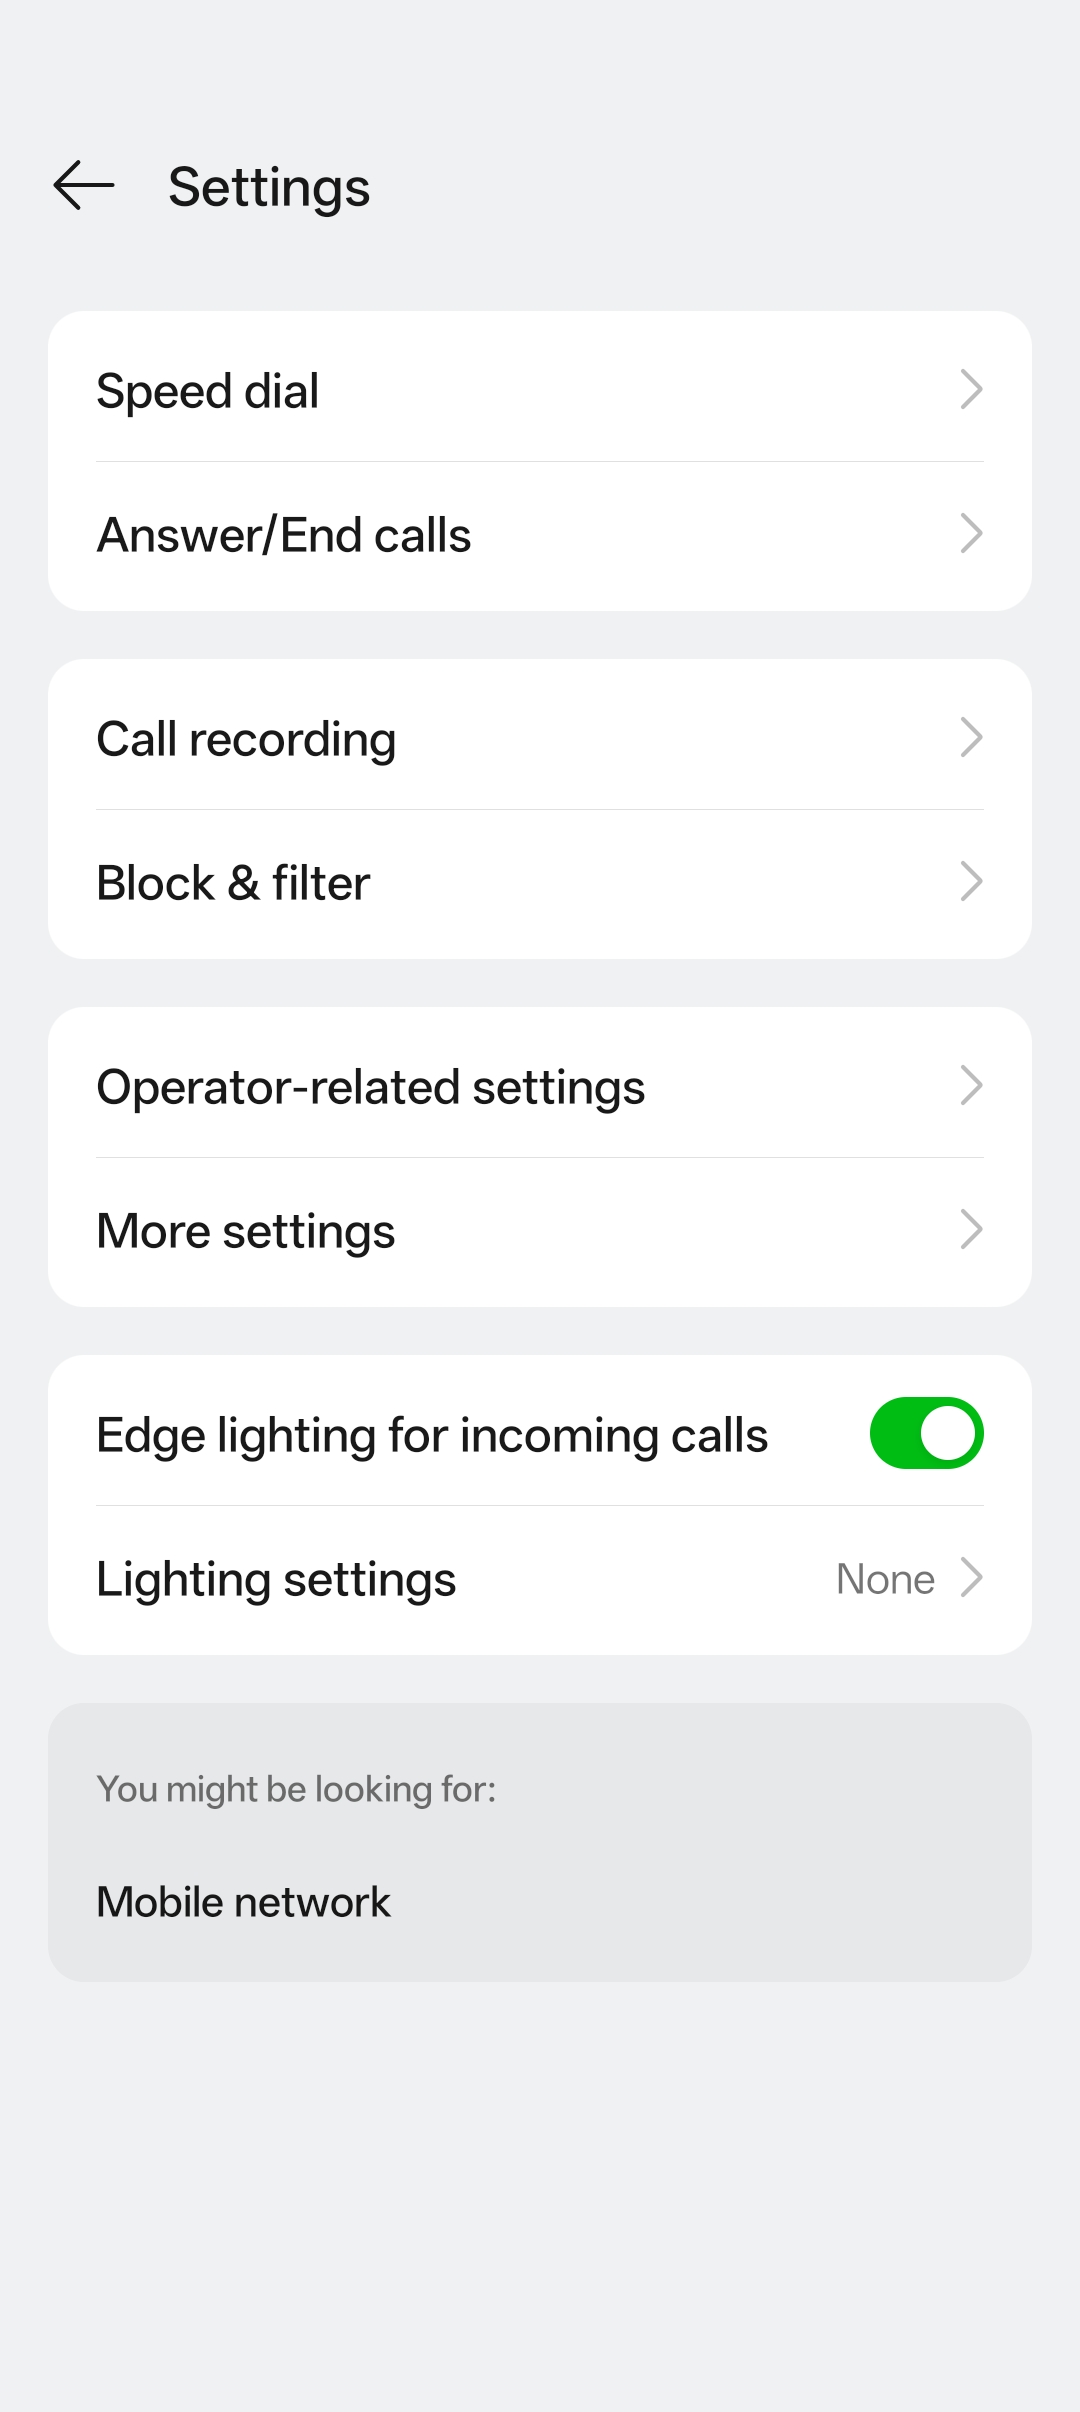 Settings
Speed dial
Answer/End calls
Call recording
Block & filter
Operator-related settings
More settings
Edge lighting for incoming calls
Lighting settings None
You might be looking for:
Mobile network